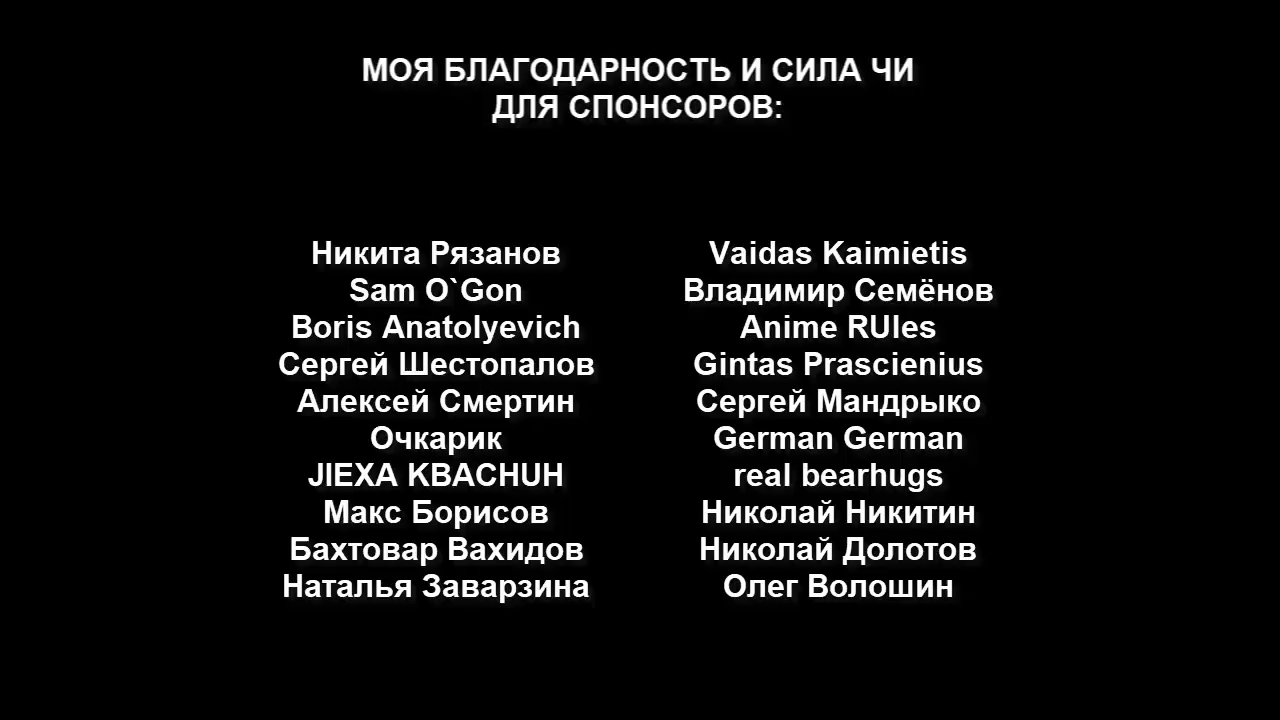 МОЯ БЛАГОДАРНОСТЬ И СИЛА ЧИ
ДЛЯ СПОНСОРОВ:
Никита Рязанов
Sam O`Gon
Boris Anatolyevich
Сергей Шестопалов
Алексей Смертин
Очкарик
JIEXA KBACHUH
Макс Борисов
Бахтовар Вахидов
Наталья Заварзина
Vaidas Kaimietis
Владимир Семёнов
Anime RUles
Gintas Prascienius
Сергей Мандрыко
German German
real bearhugs
Николай Никитин
Николай Долотов
Олег Волошин